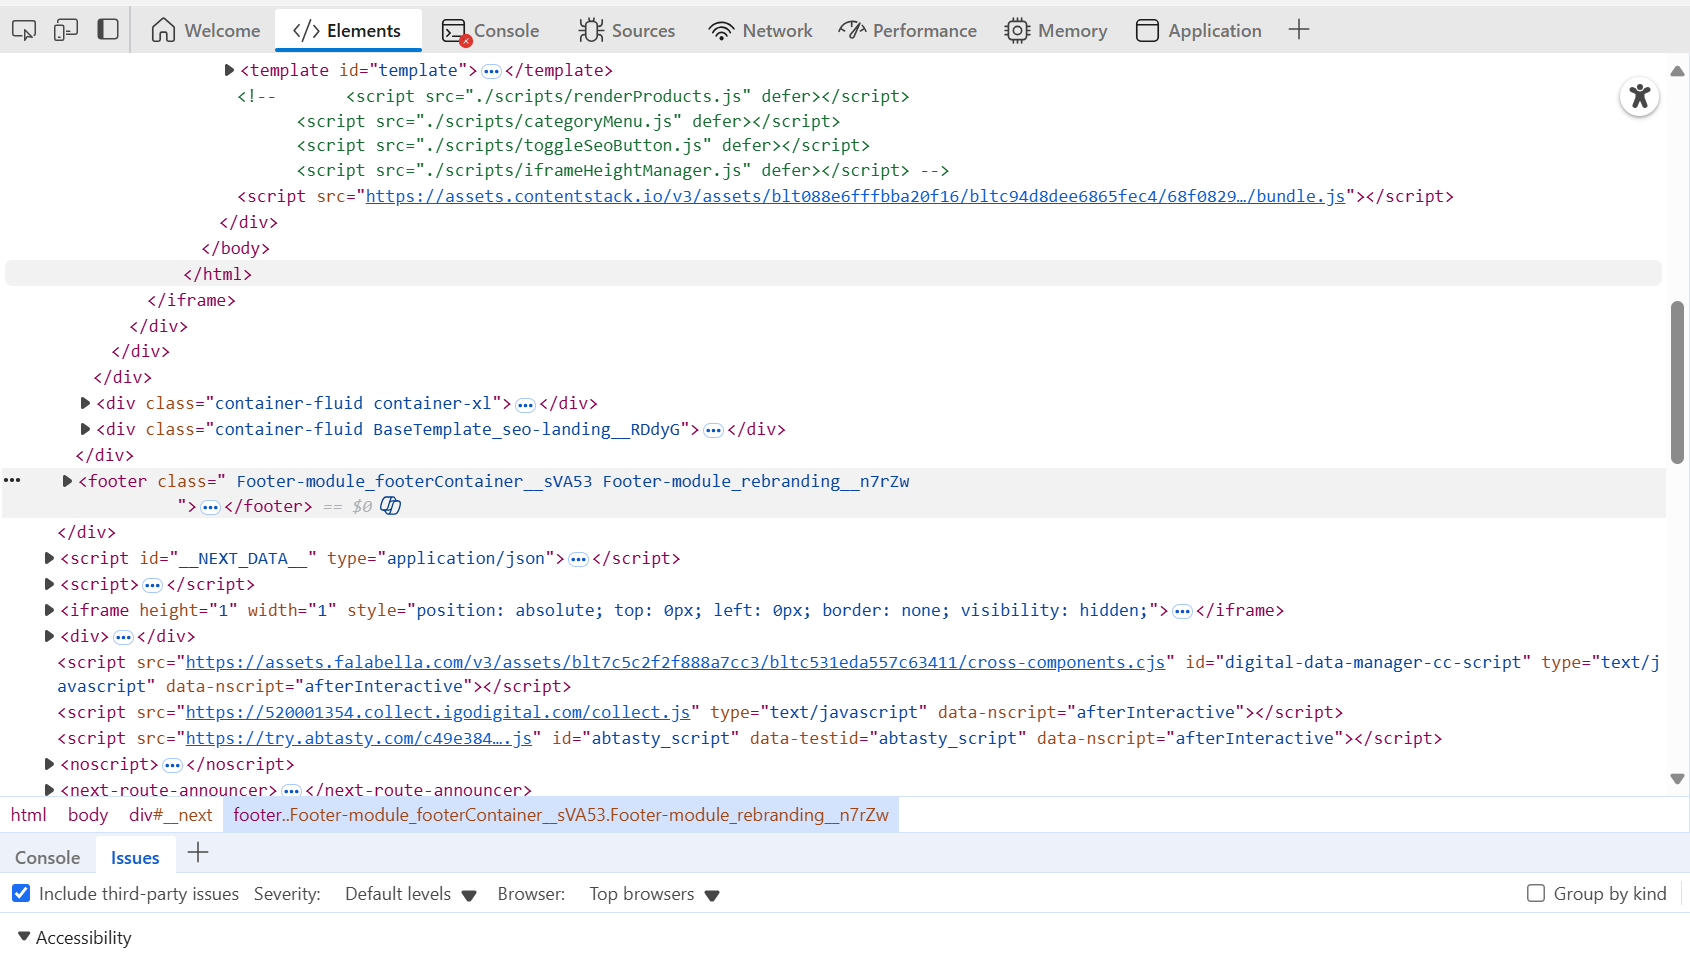 Welcome
Elements
Console
Sources
Network
Performance
Memory
Application
<template id="template">…</template>
<!--       <script src="./scripts/renderProducts.js" defer></script>
<script src="./scripts/categoryMenu.js" defer></script>
<script src="./scripts/toggleSeoButton.js" defer></script>
<script src="./scripts/iframeHeightManager.js" defer></script> -->
<script src="https://assets.contentstack.io/v3/assets/blt088e6fffbba20f16/bltc94d8dee6865fec4/68f0829…/bundle.js"></script>
</div>
</body>
</html>
</iframe>
</div>
</div>
</div>
<div class="container-fluid container-xl">…</div>
<div class="container-fluid BaseTemplate_seo-landing__RDdyG">…</div>
</div>
<footer class=" Footer-module_footerContainer__sVA53 Footer-module_rebranding__n7rZw
">…</footer> == $0
</div>
<script id="__NEXT_DATA__" type="application/json">…</script>
<script>…</script>
<iframe height="1" width="1" style="position: absolute; top: 0px; left: 0px; border: none; visibility: hidden;">…</iframe>
<div>…</div>
<script src="https://assets.falabella.com/v3/assets/blt7c5c2f2f888a7cc3/bltc531eda557c63411/cross-components.cjs" id="digital-data-manager-cc-script" type="text/j
avascript" data-nscript="afterInteractive"></script>
<script src="https://520001354.collect.igodigital.com/collect.js" type="text/javascript" data-nscript="afterInteractive"></script>
<script src="https://try.abtasty.com/c49e384….js" id="abtasty_script" data-testid="abtasty_script" data-nscript="afterInteractive"></script>
<noscript>…</noscript>
<next-route-announcer>…</next-route-announcer>
html body div#__next footer..Footer-module_footerContainer__sVA53.Footer-module_rebranding__n7rZw
Console Issues
Include third-party issues Severity: Default levels Browser: Top browsers Group by kind
Accessibility